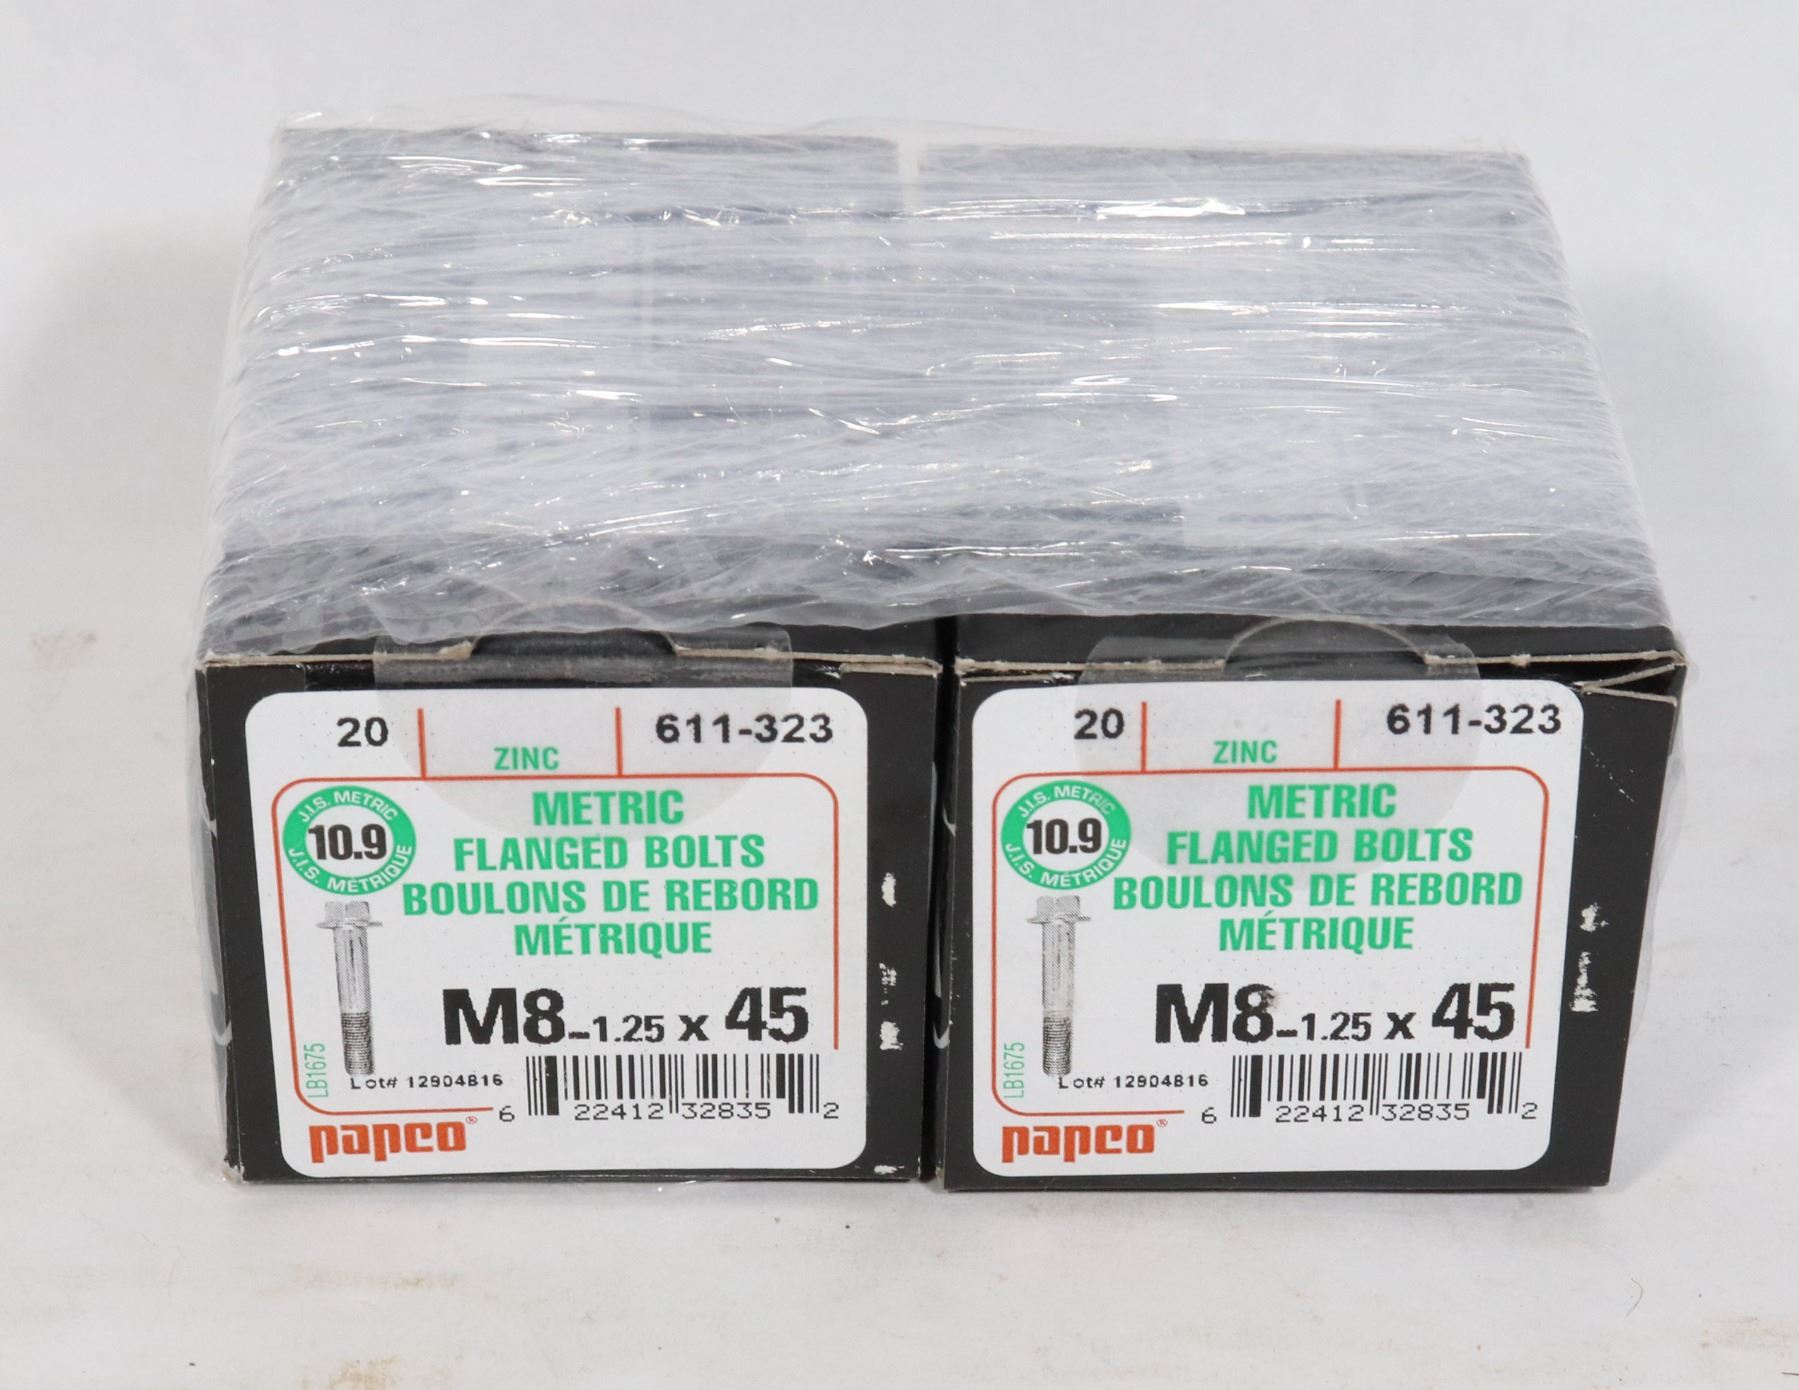 20 ZINC 611-323
J.I.S. METRIC
10.9
J.I.S. MÉTRIQUE
METRIC
FLANGED BOLTS
BOULONS DE REBORD
MÉTRIQUE
M8-1.25 x 45
LB1675
Lot# 12904816
6 22412 32835 2
papco®
20 ZINC 611-323
J.I.S. METRIC
10.9
J.I.S. MÉTRIQUE
METRIC
FLANGED BOLTS
BOULONS DE REBORD
MÉTRIQUE
M8-1.25 x 45
LB1675
Lot# 12904816
6 22412 32835 2
papco®